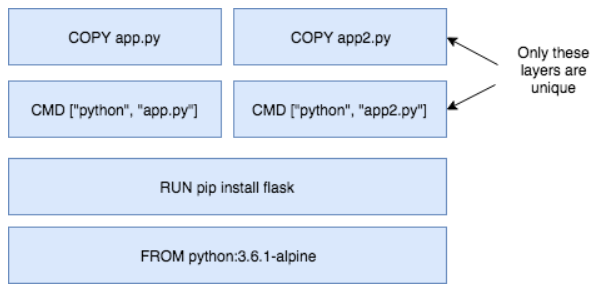 COPY app.py
COPY app2.py
Only these
layers are
unique
CMD ["python", "app.py"]
CMD ["python", "app2.py"]
RUN pip install flask
FROM python:3.6.1-alpine